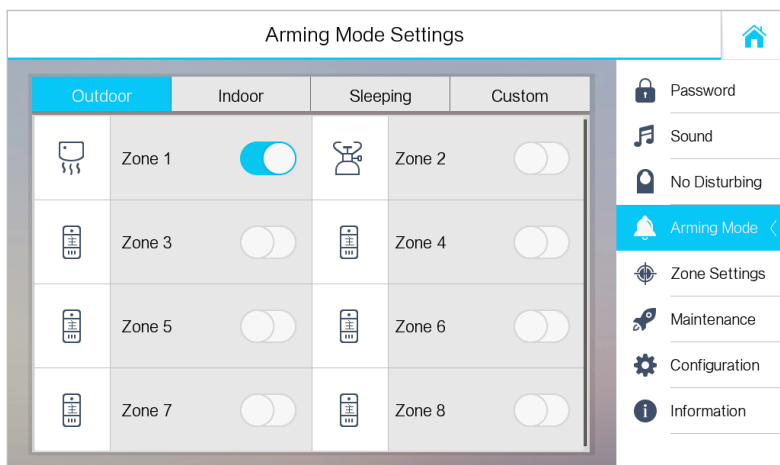 Arming Mode Settings
Outdoor
Indoor
Sleeping
Custom
Zone 1
Zone 2
Zone 3
Zone 4
Zone 5
Zone 6
Zone 7
Zone 8
Password
Sound
No Disturbing
Arming Mode
Zone Settings
Maintenance
Configuration
Information